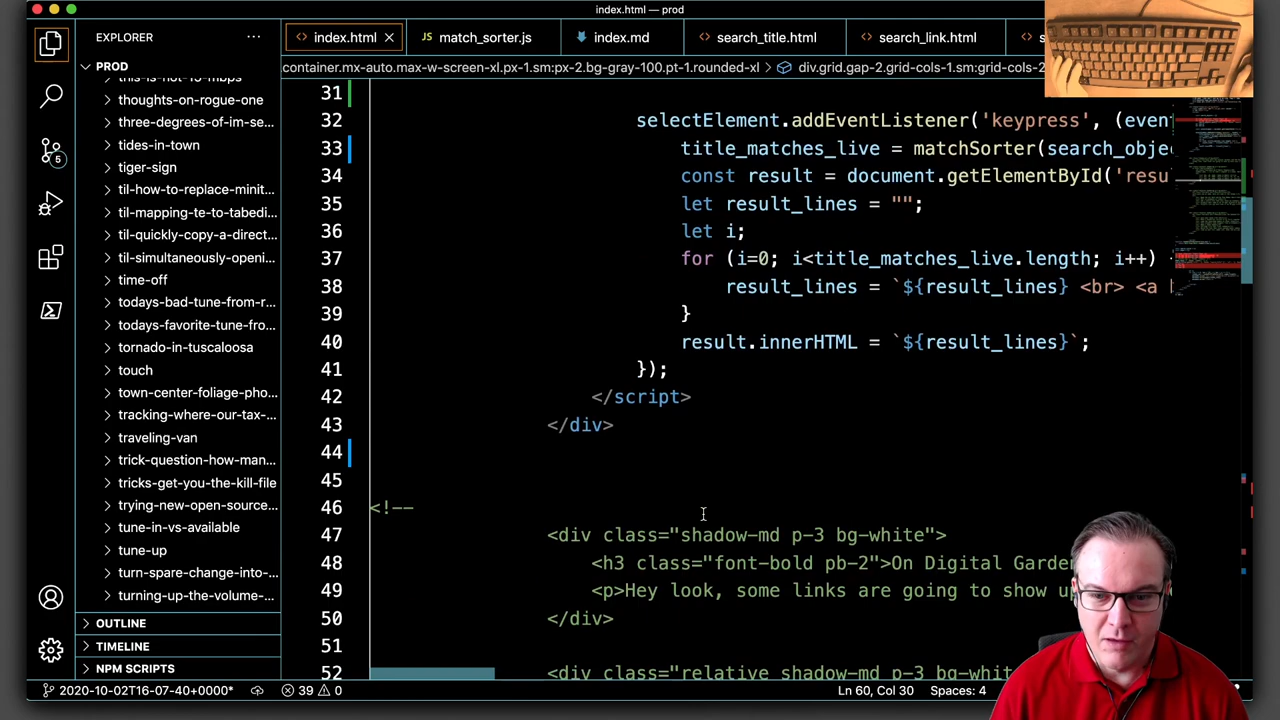 index.html — prod
EXPLORER ···
<> index.html ×
JS match_sorter.js
index.md
<> search_title.html
<> search_link.html
container.mx-auto.max-w-screen-xl.px-1.sm:px-2.bg-gray-100.pt-1.rounded-xl > div.grid.gap-2.grid-cols-1.sm:grid-cols-2
PROD
this-is-not-15-mbps
thoughts-on-rogue-one
three-degrees-of-im-se...
tides-in-town
tiger-sign
til-how-to-replace-minit...
til-mapping-te-to-tabedi...
til-quickly-copy-a-direct...
til-simultaneously-openi...
time-off
todays-bad-tune-from-r...
todays-favorite-tune-fro...
tornado-in-tuscaloosa
touch
town-center-foliage-pho...
tracking-where-our-tax-...
traveling-van
trick-question-how-man...
tricks-get-you-the-kill-file
trying-new-open-source...
tune-in-vs-available
tune-up
turn-spare-change-into-...
turning-up-the-volume-...
OUTLINE
TIMELINE
NPM SCRIPTS
5
31
32 selectElement.addEventListener('keypress', (even
33 title_matches_live = matchSorter(search_obje
34 const result = document.getElementById('resu
35 let result_lines = "";
36 let i;
37 for (i=0; i<title_matches_live.length; i++)
38 result_lines = `${result_lines} <br> <a
39 }
40 result.innerHTML = `${result_lines}`;
41 });
42 </script>
43 </div>
44
45
46 <!--
47 <div class="shadow-md p-3 bg-white">
48 <h3 class="font-bold pb-2">On Digital Garde
49 <p>Hey look, some links are going to show u
50 </div>
51
52 <div class="relative shadow-md p-3 bg-whit
2020-10-02T16-07-40+0000* 39 0 Ln 60, Col 30 Spaces: 4